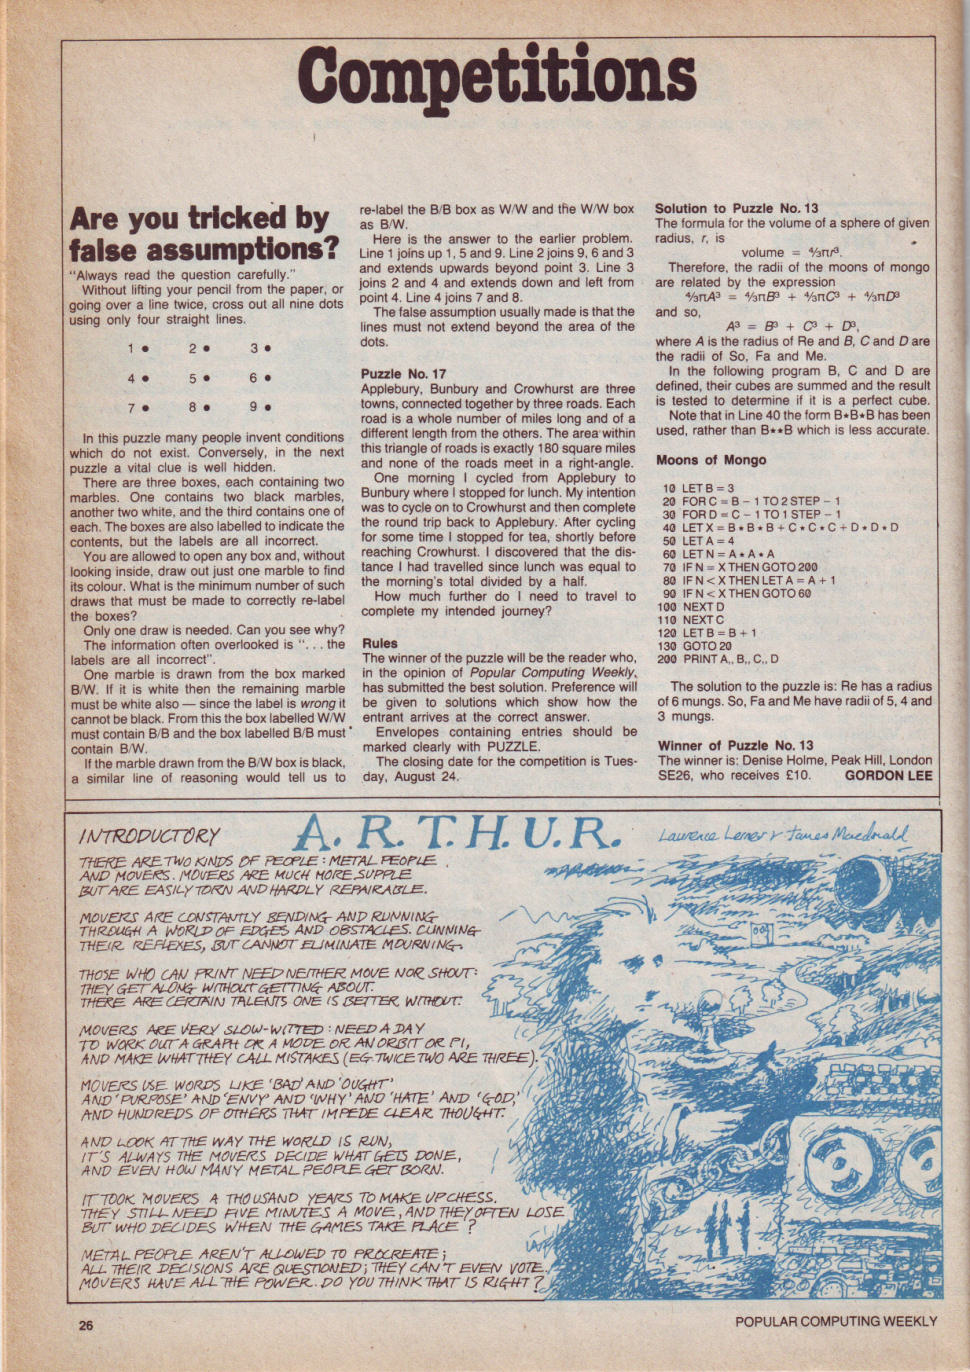 Competitions
Are you tricked by
false assumptions?
"Always read the question carefully."
Without lifting your pencil from the paper, or
going over a line twice, cross out all nine dots
using only four straight lines.
1 • 2 • 3 •
4 • 5 • 6 •
7 • 8 • 9 •
In this puzzle many people invent conditions
which do not exist. Conversely, in the next
puzzle a vital clue is well hidden.
There are three boxes, each containing two
marbles. One contains two black marbles,
another two white, and the third contains one of
each. The boxes are also labelled to indicate the
contents, but the labels are all incorrect.
You are allowed to open any box and, without
looking inside, draw out just one marble to find
its colour. What is the minimum number of such
draws that must be made to correctly re-label
the boxes?
Only one draw is needed. Can you see why?
The information often overlooked is ". . . the
labels are all incorrect".
One marble is drawn from the box marked
B/W. If it is white then the remaining marble
must be white also — since the label is wrong it
cannot be black. From this the box labelled W/W
must contain B/B and the box labelled B/B must
contain B/W.
If the marble drawn from the B/W box is black,
a similar line of reasoning would tell us to
re-label the B/B box as W/W and the W/W box
as B/W.
Here is the answer to the earlier problem.
Line 1 joins up 1, 5 and 9. Line 2 joins 9, 6 and 3
and extends upwards beyond point 3. Line 3
joins 2 and 4 and extends down and left from
point 4. Line 4 joins 7 and 8.
The false assumption usually made is that the
lines must not extend beyond the area of the
dots.
Puzzle No. 17
Applebury, Bunbury and Crowhurst are three
towns, connected together by three roads. Each
road is a whole number of miles long and of a
different length from the others. The area within
this triangle of roads is exactly 180 square miles
and none of the roads meet in a right-angle.
One morning I cycled from Applebury to
Bunbury where I stopped for lunch. My intention
was to cycle on to Crowhurst and then complete
the round trip back to Applebury. After cycling
for some time I stopped for tea, shortly before
reaching Crowhurst. I discovered that the dis-
tance I had travelled since lunch was equal to
the morning's total divided by a half.
How much further do I need to travel to
complete my intended journey?
Rules
The winner of the puzzle will be the reader who,
in the opinion of Popular Computing Weekly,
has submitted the best solution. Preference will
be given to solutions which show how the
entrant arrives at the correct answer.
Envelopes containing entries should be
marked clearly with PUZZLE.
The closing date for the competition is Tues-
day, August 24.
Solution to Puzzle No. 13
The formula for the volume of a sphere of given
radius, r, is
volume = 4/3πr³.
Therefore, the radii of the moons of mongo
are related by the expression
4/3πA³ = 4/3πB³ + 4/3πC³ + 4/3πD³
and so,
A³ = B³ + C³ + D³,
where A is the radius of Re and B, C and D are
the radii of So, Fa and Me.
In the following program B, C and D are
defined, their cubes are summed and the result
is tested to determine if it is a perfect cube.
Note that in Line 40 the form B*B*B has been
used, rather than B**B which is less accurate.
Moons of Mongo
10 LET B = 3
20 FOR C = B – 1 TO 2 STEP – 1
30 FOR D = C – 1 TO 1 STEP – 1
40 LET X = B * B * B + C * C * C + D * D * D
50 LET A = 4
60 LET N = A * A * A
70 IF N = X THEN GOTO 200
80 IF N < X THEN LET A = A + 1
90 IF N < X THEN GOTO 60
100 NEXT D
110 NEXT C
120 LET B = B + 1
130 GOTO 20
200 PRINT A,, B,, C,, D
The solution to the puzzle is: Re has a radius
of 6 mungs. So, Fa and Me have radii of 5, 4 and
3 mungs.
Winner of Puzzle No. 13
The winner is: Denise Holme, Peak Hill, London
SE26, who receives £10. GORDON LEE
INTRODUCTORY
A.R.T.H.U.R.
Laurence Lerner & James Macdonald
THERE ARE TWO KINDS OF PEOPLE : METAL PEOPLE
AND MOVERS. MOVERS ARE MUCH MORE SUPPLE
BUT ARE EASILY TORN AND HARDLY REPAIRABLE.
MOVERS ARE CONSTANTLY BENDING AND RUNNING
THROUGH A WORLD OF EDGES AND OBSTACLES. CUNNING
THEIR REFLEXES, BUT CANNOT ELIMINATE MOURNING.
THOSE WHO CAN PRINT NEED NEITHER MOVE NOR SHOUT:
THEY GET ALONG WITHOUT GETTING ABOUT.
THERE ARE CERTAIN TALENTS ONE IS BETTER WITHOUT.
MOVERS ARE VERY SLOW-WITTED : NEED A DAY
TO WORK OUT A GRAPH OR A MODE OR AN ORBIT OR PI,
AND MAKE WHAT THEY CALL MISTAKES (EG. TWICE TWO ARE THREE).
MOVERS USE WORDS LIKE 'BAD' AND 'OUGHT'
AND 'PURPOSE' AND 'ENVY' AND 'WHY' AND 'HATE' AND 'GOD,'
AND HUNDREDS OF OTHERS THAT IMPEDE CLEAR THOUGHT.
AND LOOK AT THE WAY THE WORLD IS RUN,
IT'S ALWAYS THE MOVERS DECIDE WHAT GETS DONE,
AND EVEN HOW MANY METAL PEOPLE GET BORN.
IT TOOK MOVERS A THOUSAND YEARS TO MAKE UP CHESS.
THEY STILL NEED FIVE MINUTES A MOVE, AND THEY OFTEN LOSE
BUT WHO DECIDES WHEN THE GAMES TAKE PLACE ?
METAL PEOPLE AREN'T ALLOWED TO PROCREATE ;
ALL THEIR DECISIONS ARE QUESTIONED; THEY CAN'T EVEN VOTE.
MOVERS HAVE ALL THE POWER. DO YOU THINK THAT IS RIGHT ?
26
POPULAR COMPUTING WEEKLY